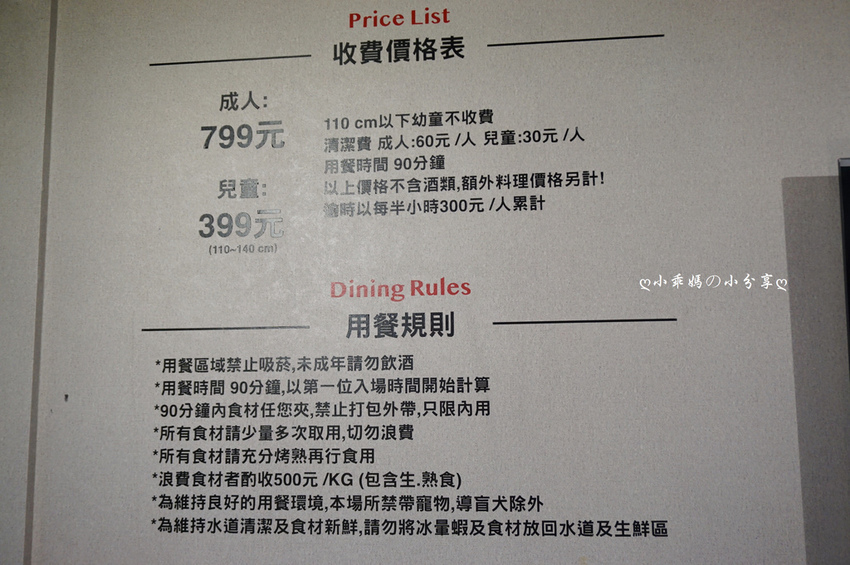 Price List
收費價格表
成人:
799元
兒童:
399元
(110~140 cm)
110 cm以下幼童不收費
清潔費 成人:60元 /人 兒童:30元 /人
用餐時間 90分鐘
以上價格不含酒類,額外料理價格另計!
逾時以每半小時300元 /人累計
ღ小乖媽の小分享ღ
Dining Rules
用餐規則
*用餐區域禁止吸菸,未成年請勿飲酒
*用餐時間 90分鐘,以第一位入場時間開始計算
*90分鐘內食材任您夾,禁止打包外帶,只限內用
*所有食材請少量多次取用,切勿浪費
*所有食材請充分烤熟再行食用
*浪費食材者酌收500元 /KG (包含生.熟食)
*為維持良好的用餐環境,本場所禁帶寵物,導盲犬除外
*為維持水道清潔及食材新鮮,請勿將冰量蝦及食材放回水道及生鮮區